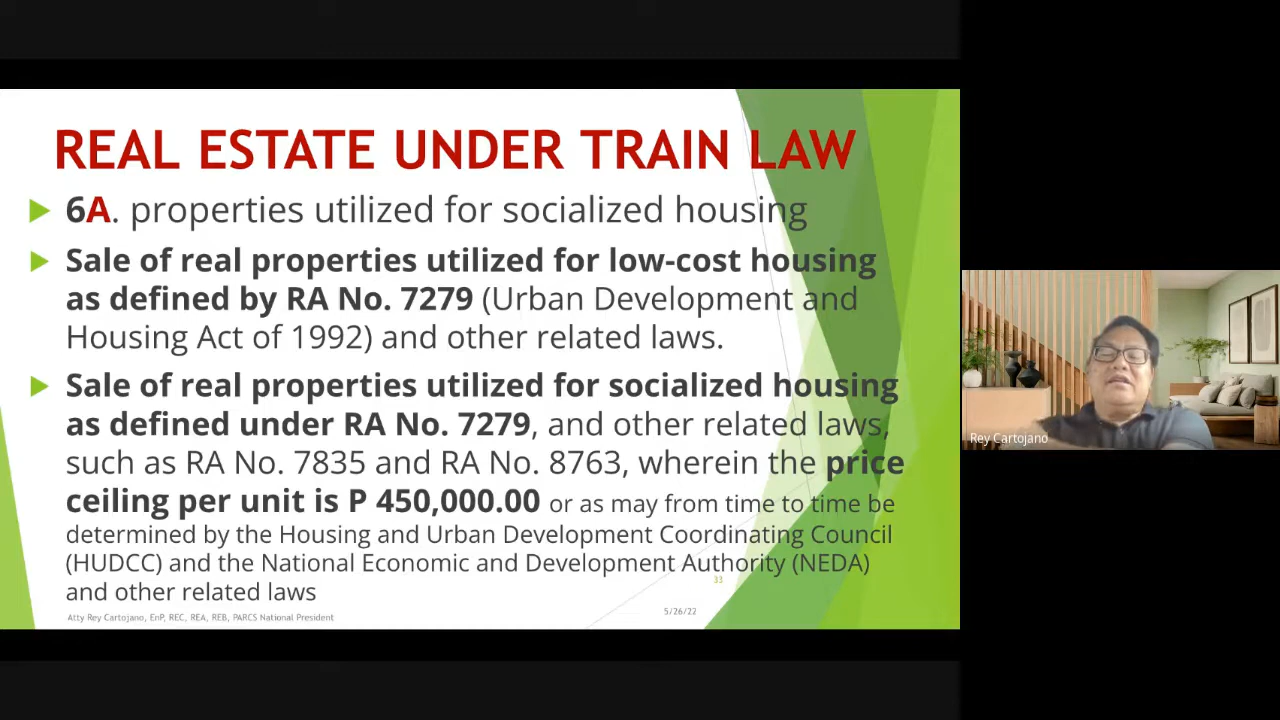 REAL ESTATE UNDER TRAIN LAW
6A. properties utilized for socialized housing
Sale of real properties utilized for low-cost housing
as defined by RA No. 7279 (Urban Development and
Housing Act of 1992) and other related laws.
Sale of real properties utilized for socialized housing
as defined under RA No. 7279, and other related laws,
such as RA No. 7835 and RA No. 8763, wherein the price
ceiling per unit is P 450,000.00 or as may from time to time be
determined by the Housing and Urban Development Coordinating Council
(HUDCC) and the National Economic and Development Authority (NEDA)
and other related laws
33
Atty Rey Cartojano, EnP, REC, REA, REB, PARCS National President
5/26/22
Rey Cartojano